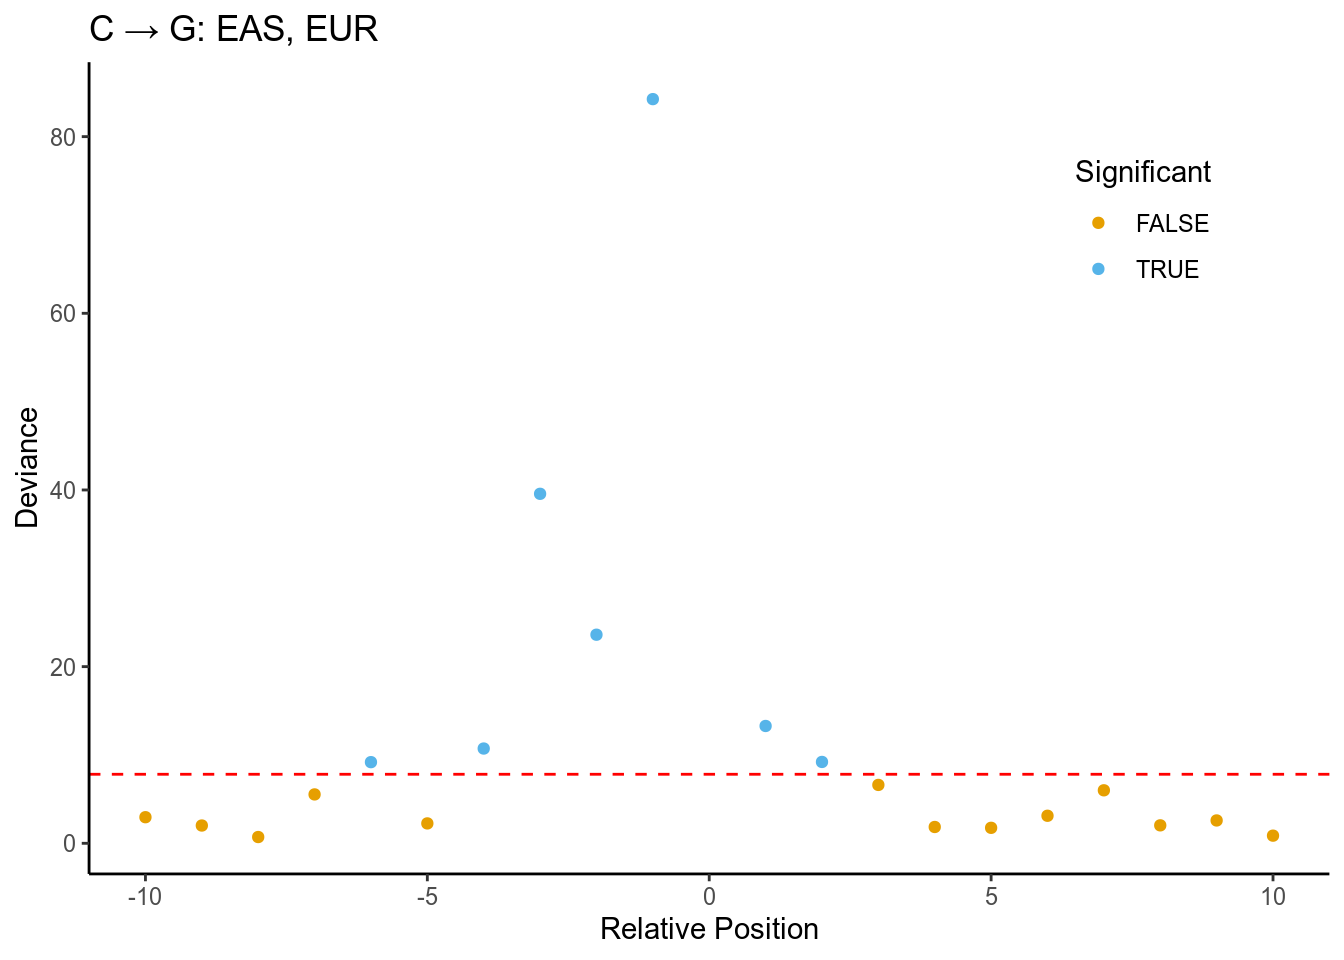 C → G: EAS, EUR
Significant
FALSE
TRUE
Deviance
80
60
40
20
0
-10
-5
0
5
10
Relative Position